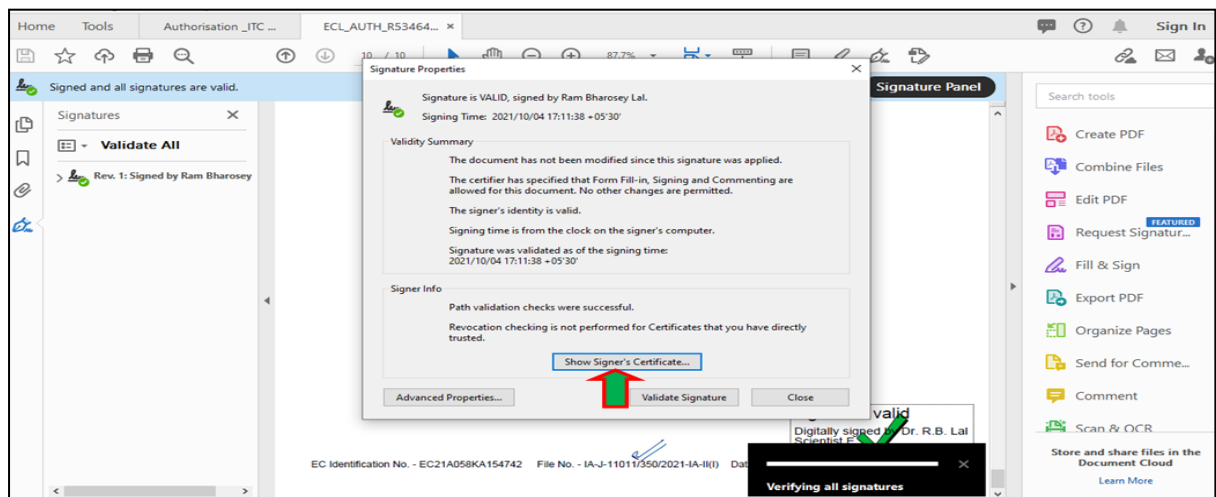 Home Tools Authorisation _ITC ... ECL_AUTH_R53464... × Sign In
10 / 10 87.7%
Signed and all signatures are valid.
Signature Panel
Signatures ×
Validate All
Rev. 1: Signed by Ram Bharosey
Signature Properties
Signature is VALID, signed by Ram Bharosey Lal.
Signing Time: 2021/10/04 17:11:38 +05'30'
Validity Summary
The document has not been modified since this signature was applied.
The certifier has specified that Form Fill-in, Signing and Commenting are
allowed for this document. No other changes are permitted.
The signer's identity is valid.
Signing time is from the clock on the signer's computer.
Signature was validated as of the signing time:
2021/10/04 17:11:38 +05'30'
Signer Info
Path validation checks were successful.
Revocation checking is not performed for Certificates that you have directly
trusted.
Show Signer's Certificate...
Advanced Properties... Validate Signature Close
valid
Digitally signed by Dr. R.B. Lal
Scientist E
EC Identification No. - EC21A058KA154742 File No. - IA-J-11011/350/2021-IA-II(I) Dat
Verifying all signatures
Search tools
Create PDF
Combine Files
Edit PDF
FEATURED
Request Signatur...
Fill & Sign
Export PDF
Organize Pages
Send for Comme...
Comment
Scan & OCR
Store and share files in the
Document Cloud
Learn More